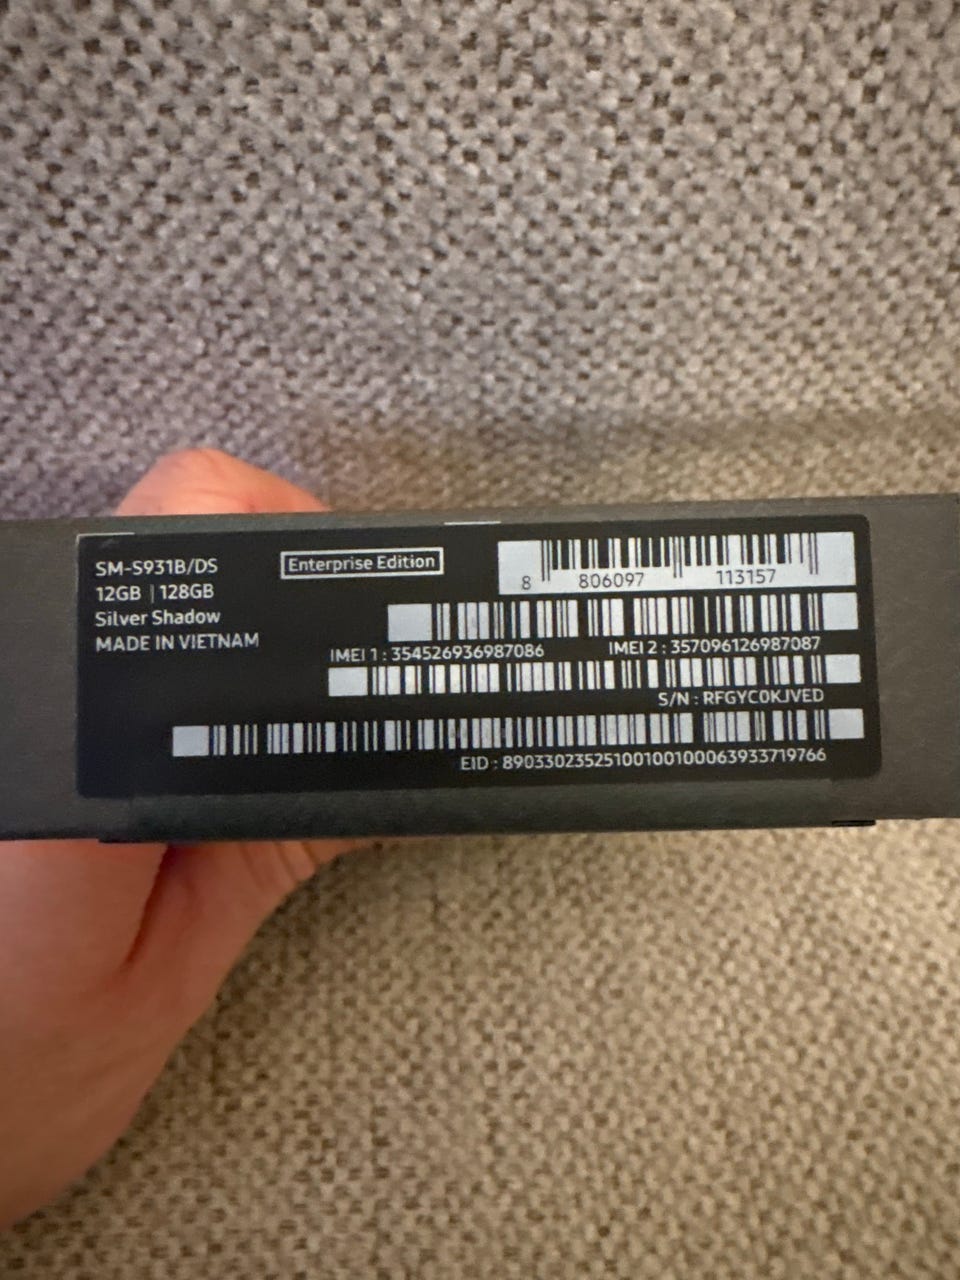 SM-S931B/DS
12GB | 128GB
Silver Shadow
MADE IN VIETNAM
Enterprise Edition
8 806097 113157
IMEI 1 : 354526936987086 IMEI 2 : 357096126987087
S/N : RFGYC0KJVED
EID : 89033023525100100100063933719766